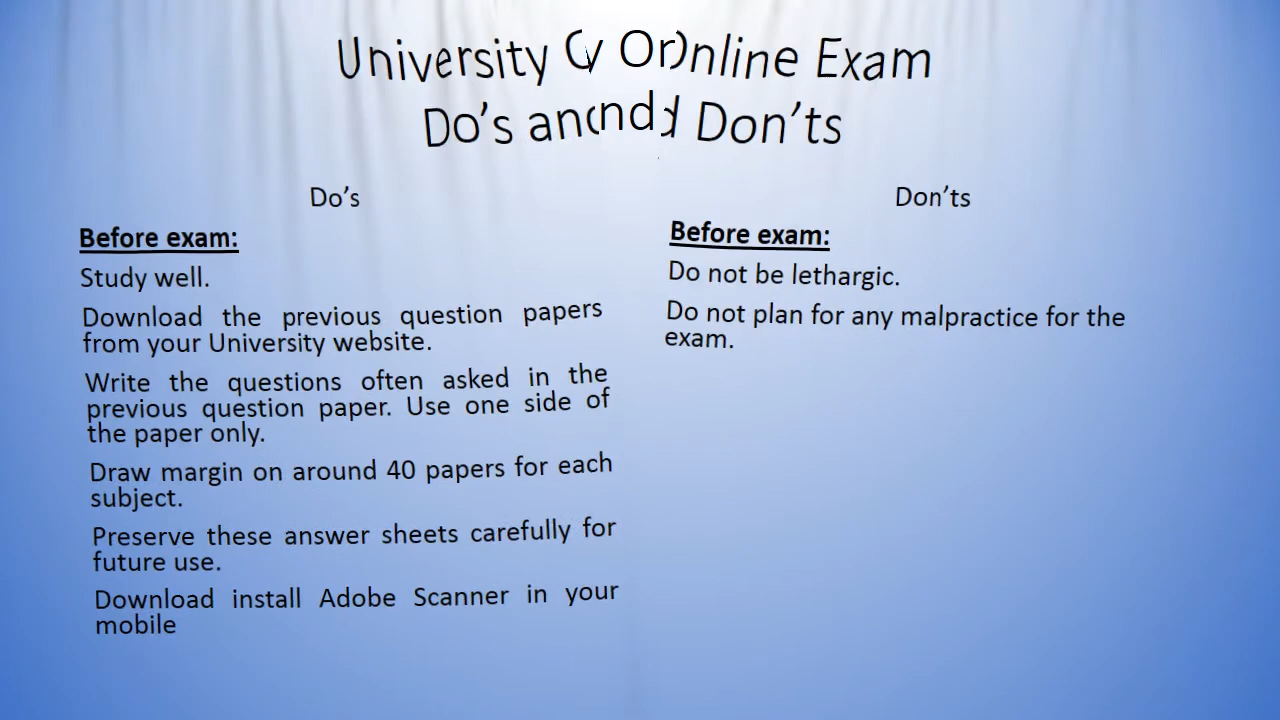 University Online Exam
Do's and Don'ts
Do's
Before exam:
Study well.
Download the previous question papers
from your University website.
Write the questions often asked in the
previous question paper. Use one side of
the paper only.
Draw margin on around 40 papers for each
subject.
Preserve these answer sheets carefully for
future use.
Download install Adobe Scanner in your
mobile
Don'ts
Before exam:
Do not be lethargic.
Do not plan for any malpractice for the
exam.